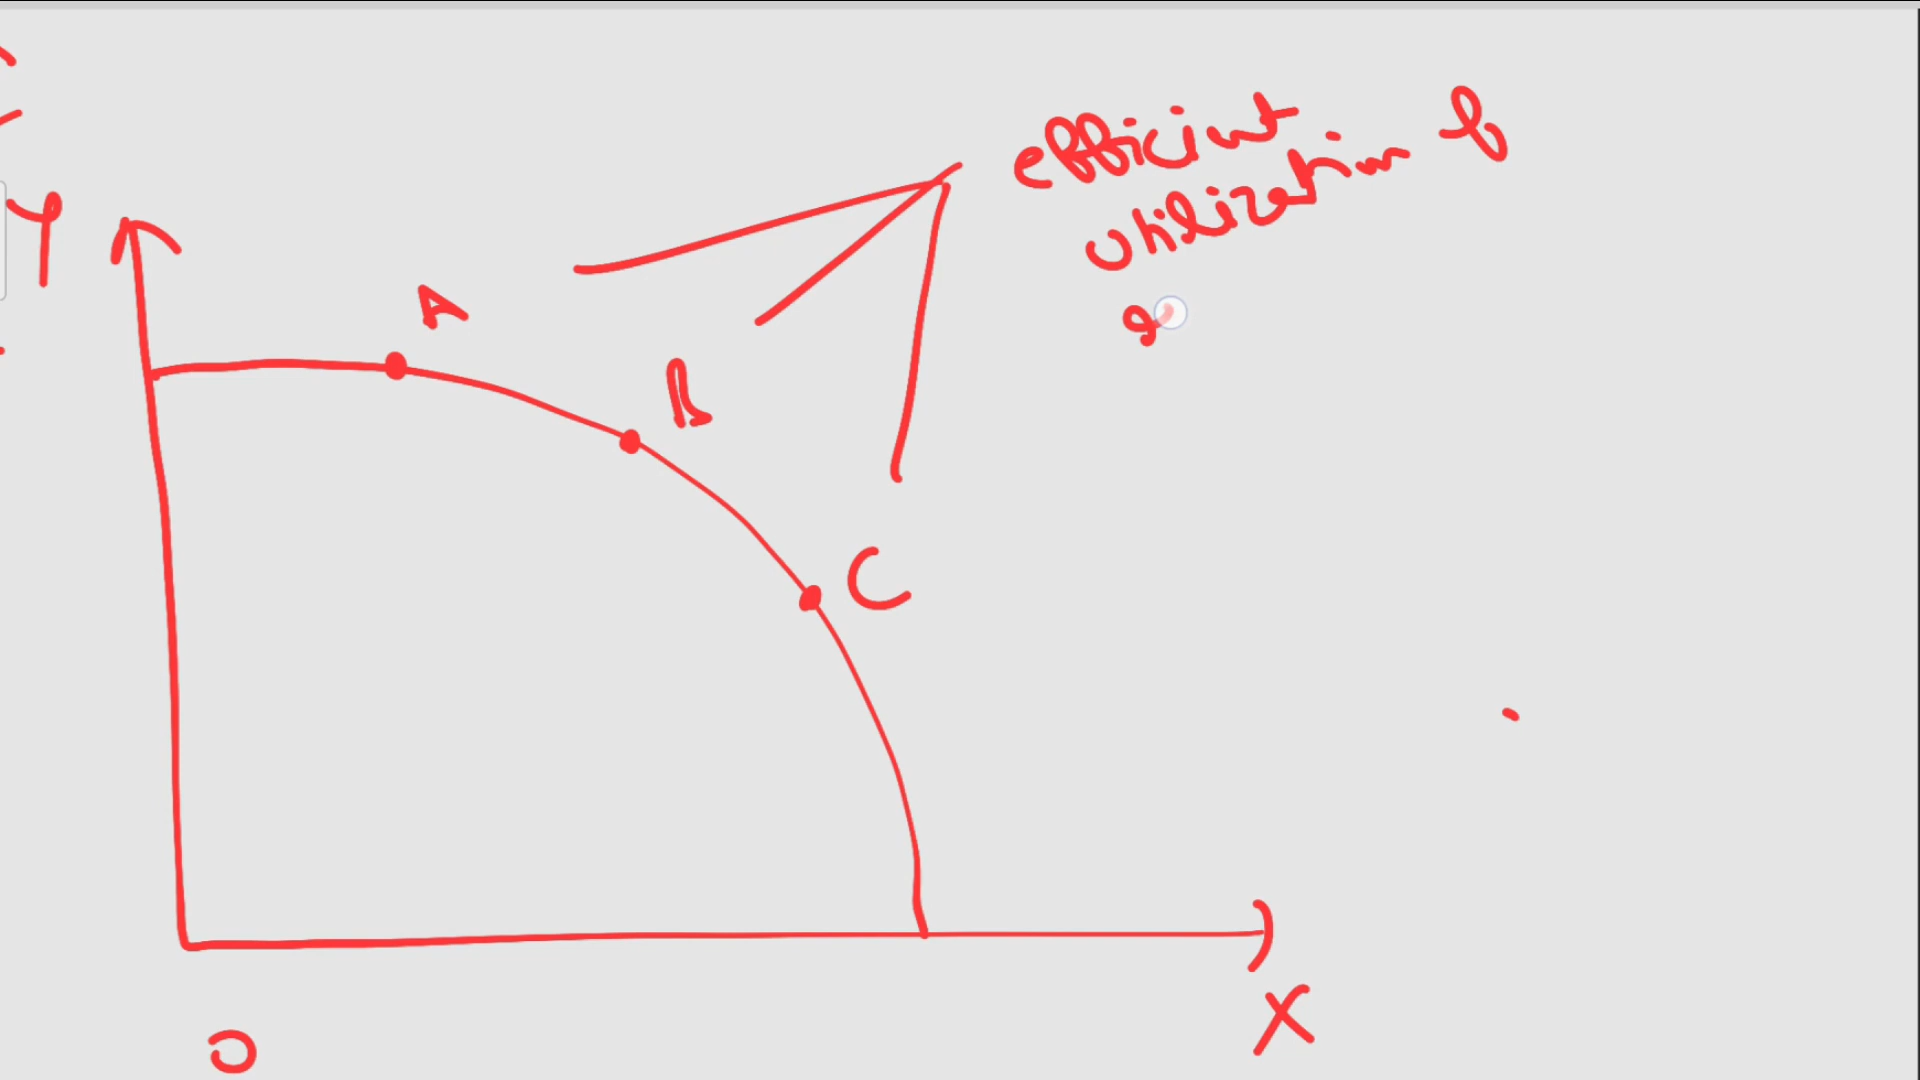 efficient
utilization of
r
Y
A
B
C
X
O